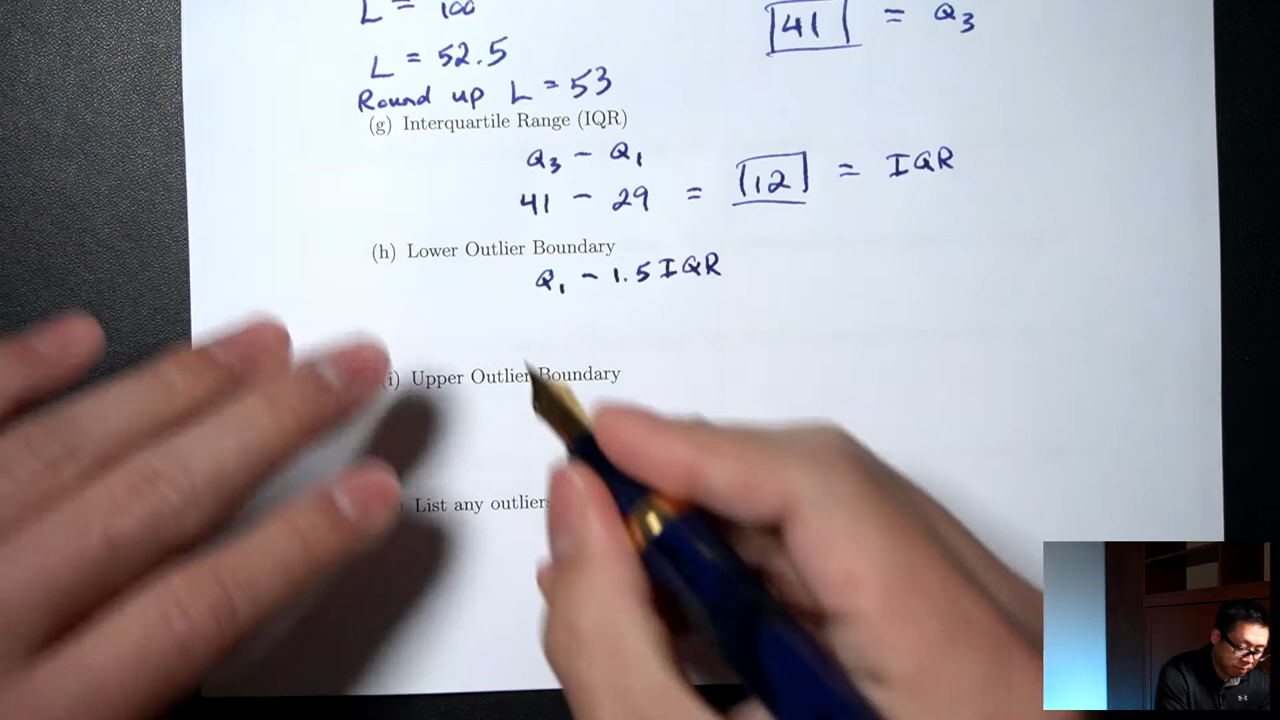 L = 100
L = 52.5
Round up L = 53
41 = Q3
(g) Interquartile Range (IQR)
Q3 - Q1
41 - 29 = 12 = IQR
(h) Lower Outlier Boundary
Q1 - 1.5 IQR
(i) Upper Outlier Boundary
List any outliers